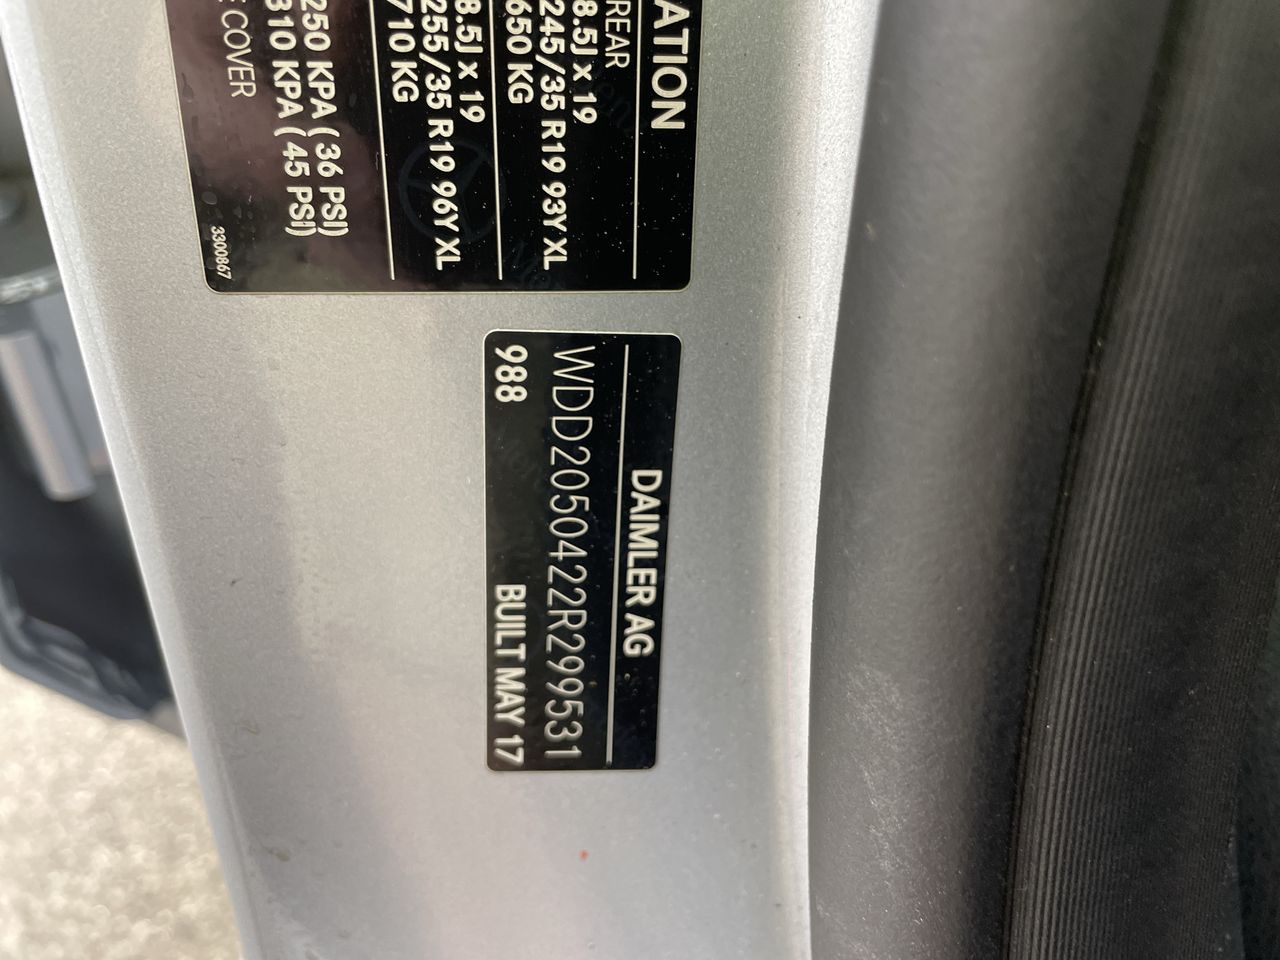 ATION
REAR
8.5J x 19
245/35 R19 93Y XL
650 KG
8.5J x 19
255/35 R19 96Y XL
710 KG
250 KPA ( 36 PSI)
310 KPA ( 45 PSI)
COVER
3300867
DAIMLER AG
WDD2050422R299531
988 BUILT MAY 17